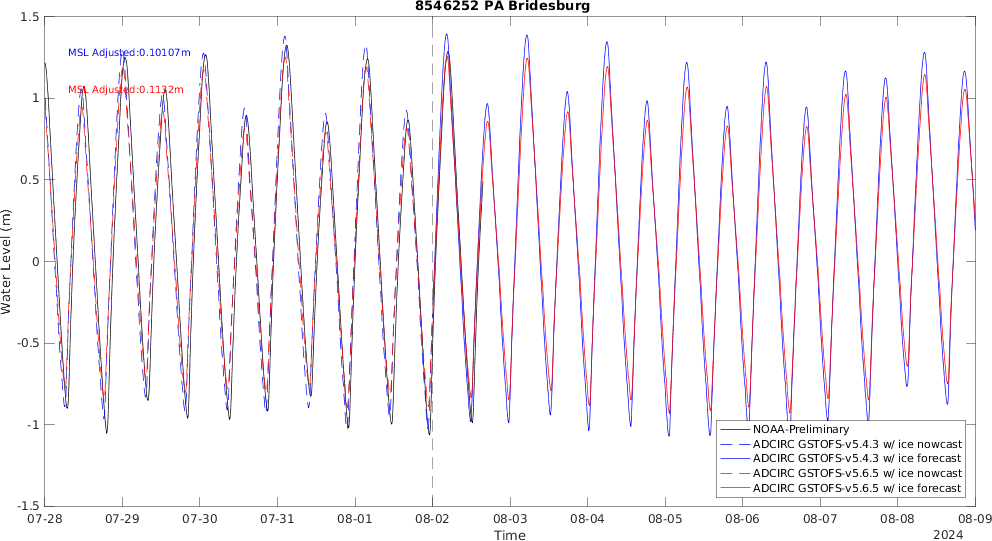 8546252 PA Bridesburg
1.5
1
0.5
0
-0.5
-1
-1.5
Water Level (m)
MSL Adjusted:0.10107m
MSL Adjusted:0.1132m
NOAA-Preliminary
ADCIRC GSTOFS-v5.4.3 w/ ice nowcast
ADCIRC GSTOFS-v5.4.3 w/ ice forecast
ADCIRC GSTOFS-v5.6.5 w/ ice nowcast
ADCIRC GSTOFS-v5.6.5 w/ ice forecast
07-28 07-29 07-30 07-31 08-01 08-02 08-03 08-04 08-05 08-06 08-07 08-08 08-09
Time
2024